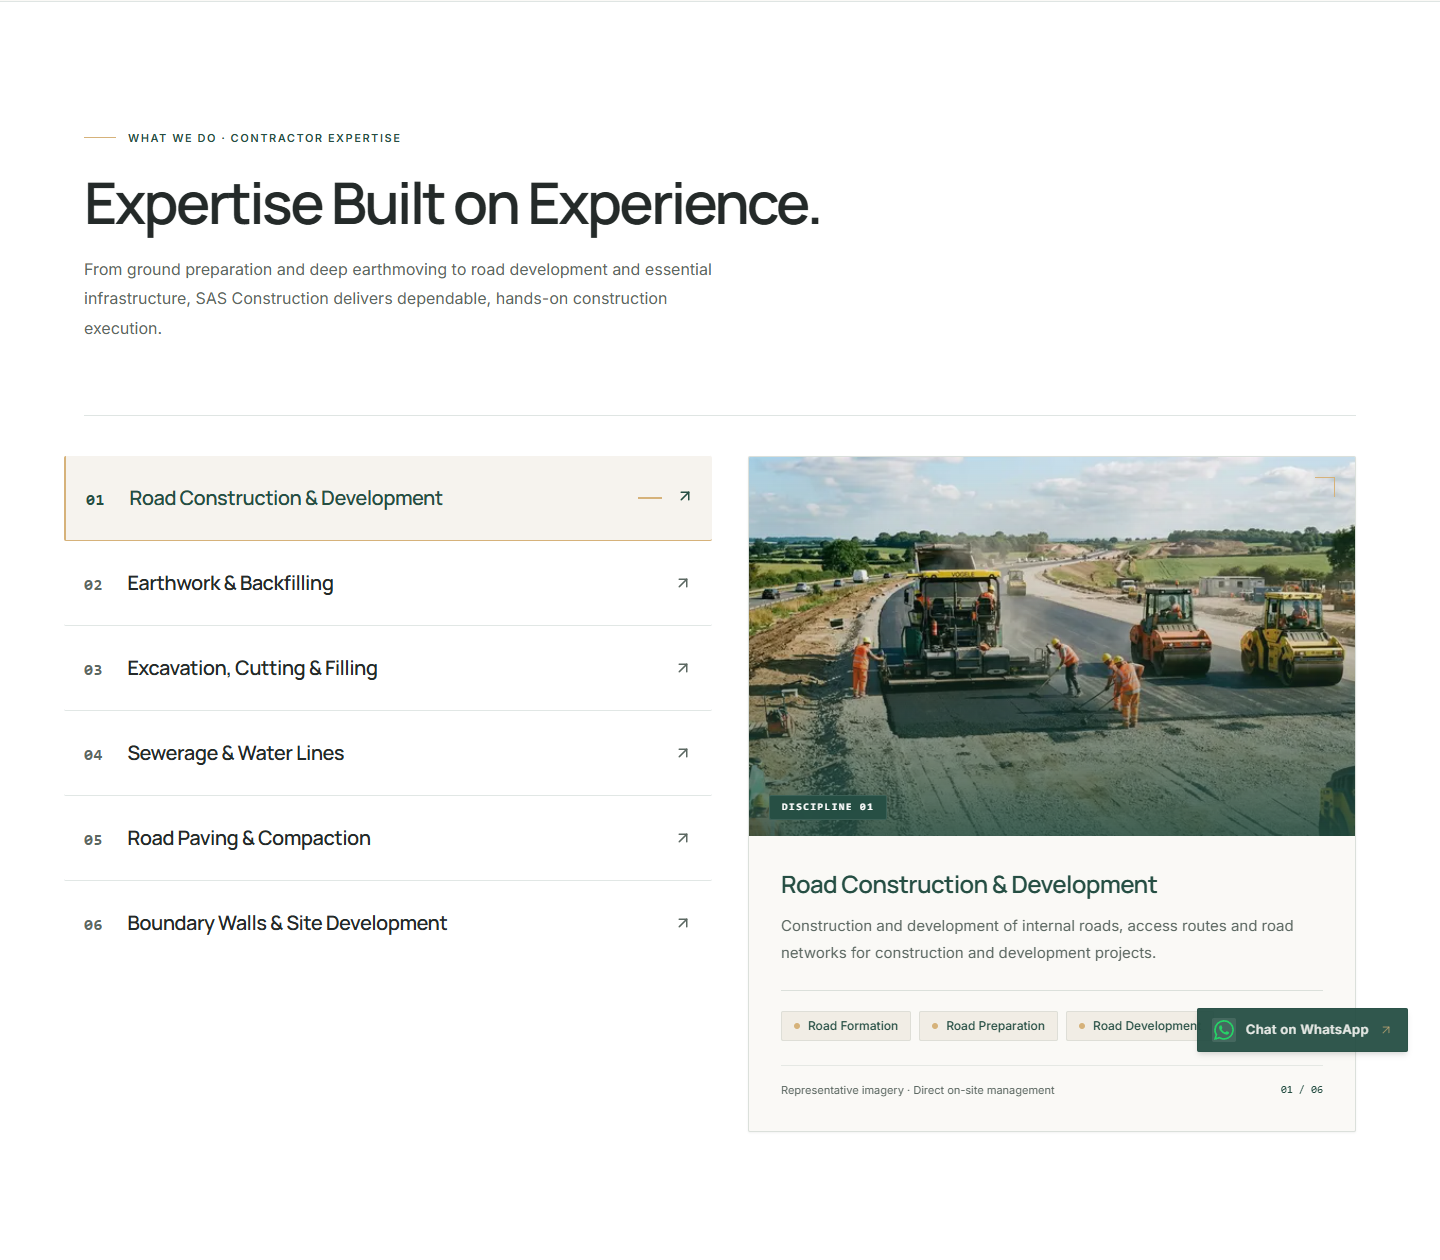 WHAT WE DO · CONTRACTOR EXPERTISE
Expertise Built on Experience.
From ground preparation and deep earthmoving to road development and essential
infrastructure, SAS Construction delivers dependable, hands-on construction
execution.
01 Road Construction & Development
02 Earthwork & Backfilling
03 Excavation, Cutting & Filling
04 Sewerage & Water Lines
05 Road Paving & Compaction
06 Boundary Walls & Site Development
VOGELE
DISCIPLINE 01
Road Construction & Development
Construction and development of internal roads, access routes and road
networks for construction and development projects.
Road Formation
Road Preparation
Road Developmen
Chat on WhatsApp
Representative imagery · Direct on-site management
01 / 06